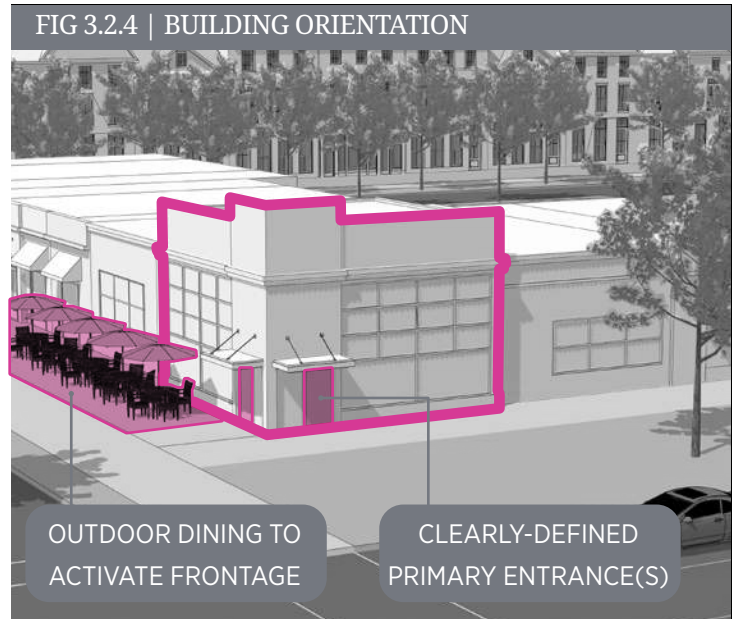 FIG 3.2.4 | BUILDING ORIENTATION
OUTDOOR DINING TO
ACTIVATE FRONTAGE
CLEARLY-DEFINED
PRIMARY ENTRANCE(S)